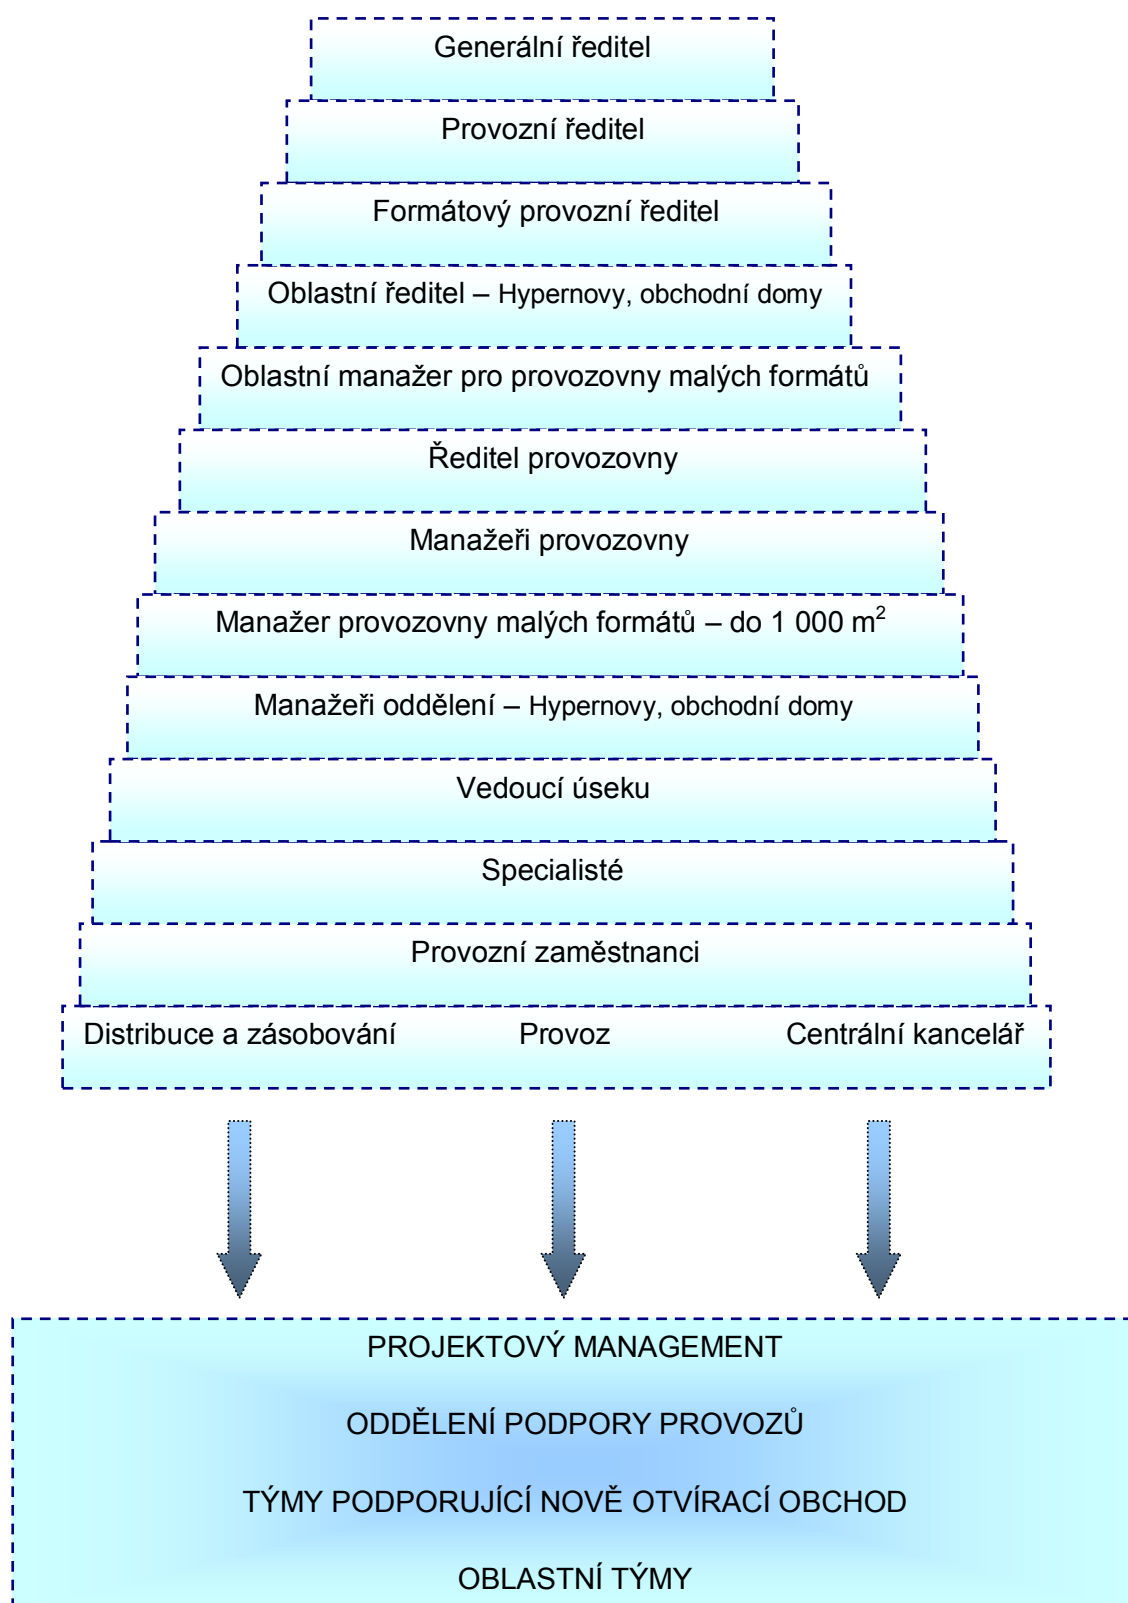 Generální ředitel
Provozní ředitel
Formátový provozní ředitel
Oblastní ředitel – Hypernovy, obchodní domy
Oblastní manažer pro provozovny malých formátů
Ředitel provozovny
Manažeři provozovny
Manažer provozovny malých formátů – do 1 000 m²
Manažeři oddělení – Hypernovy, obchodní domy
Vedoucí úseku
Specialisté
Provozní zaměstnanci
Distribuce a zásobování Provoz Centrální kancelář
PROJEKTOVÝ MANAGEMENT
ODDĚLENÍ PODPORY PROVOZŮ
TÝMY PODPORUJÍCÍ NOVĚ OTVÍRACÍ OBCHOD
OBLASTNÍ TÝMY